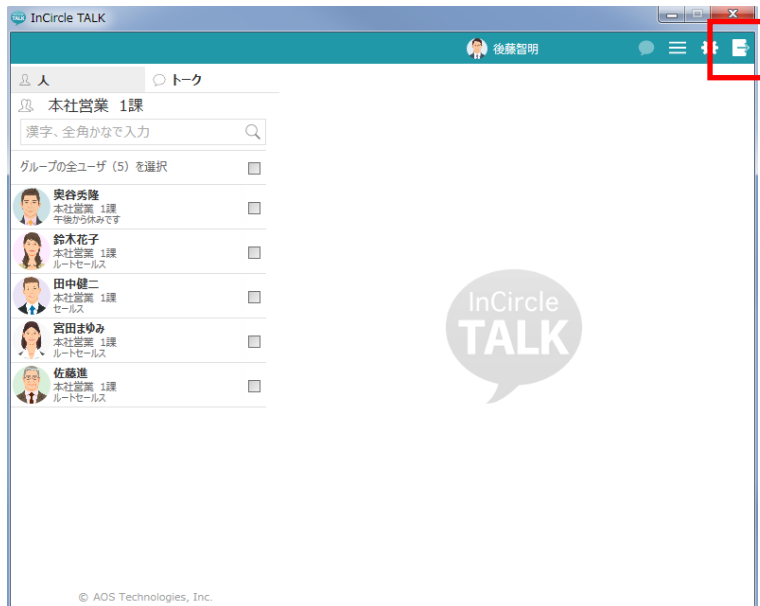 InCircle TALK
後藤智明
人
トーク
本社営業 1課
漢字、全角かなで入力
グループの全ユーザ (5) を選択
奥谷秀隆
本社営業 1課
午後から休みです
鈴木花子
本社営業 1課
ルートセールス
田中健二
本社営業 1課
セールス
宮田まゆみ
本社営業 1課
ルートセールス
佐藤進
本社営業 1課
ルートセールス
InCircle
TALK
© AOS Technologies, Inc.